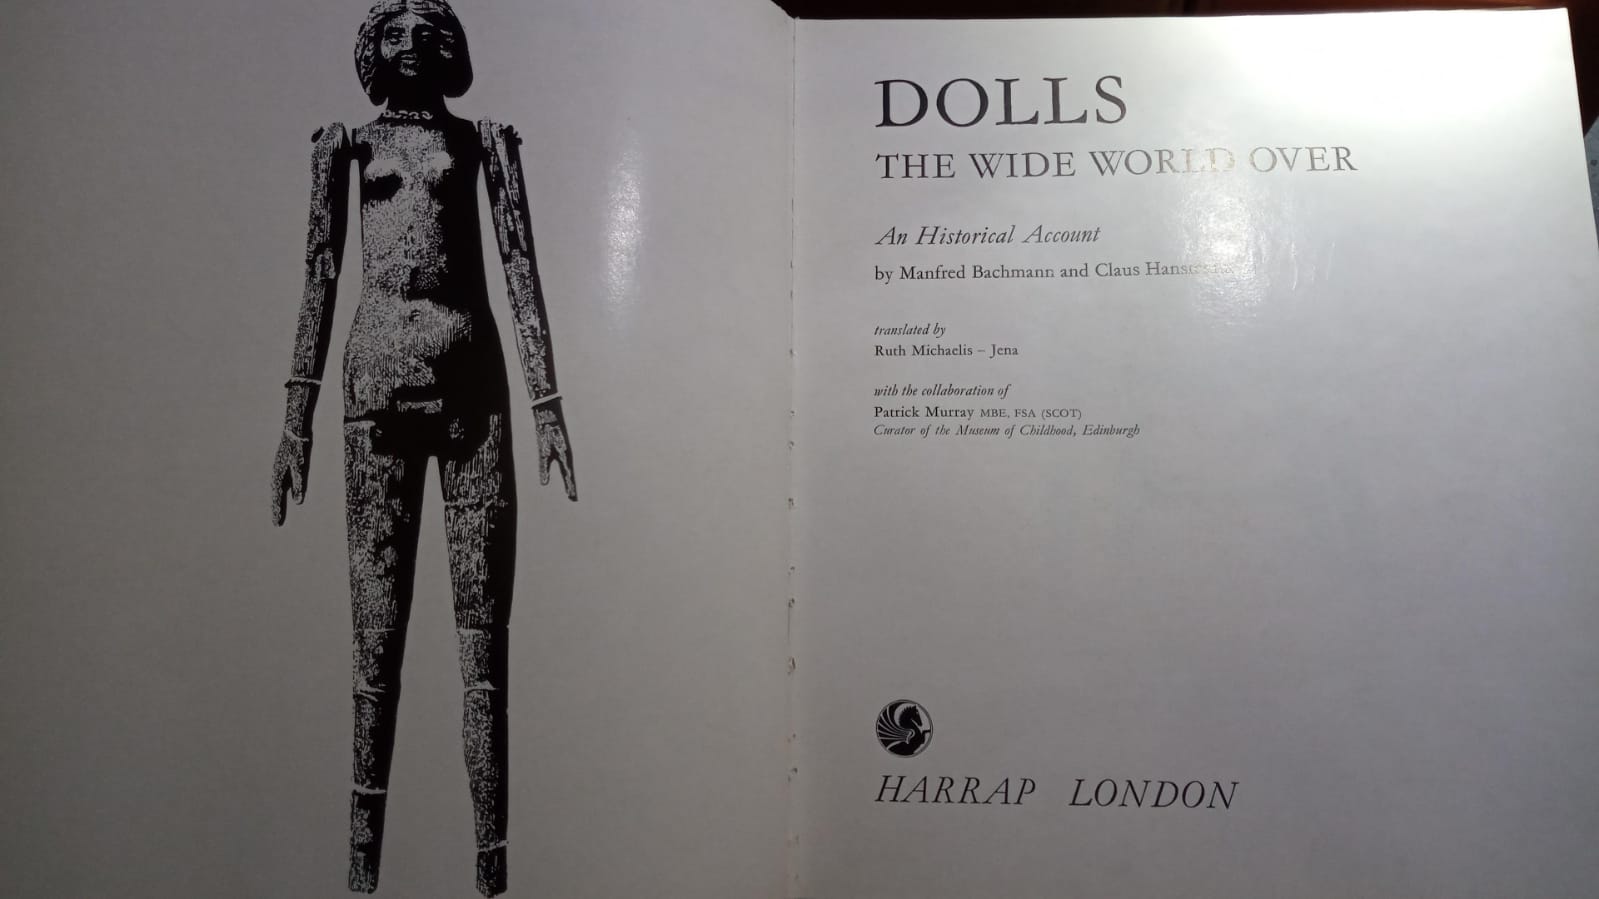 DOLLS
THE WIDE WORLD OVER
An Historical Account
by Manfred Bachmann and Claus
translated by
Ruth Michaelis – Jena
with the collaboration of
Patrick Murray MBE, FSA (SCOT)
Curator of the Museum of Childhood, Edinburgh
HARRAP LONDON